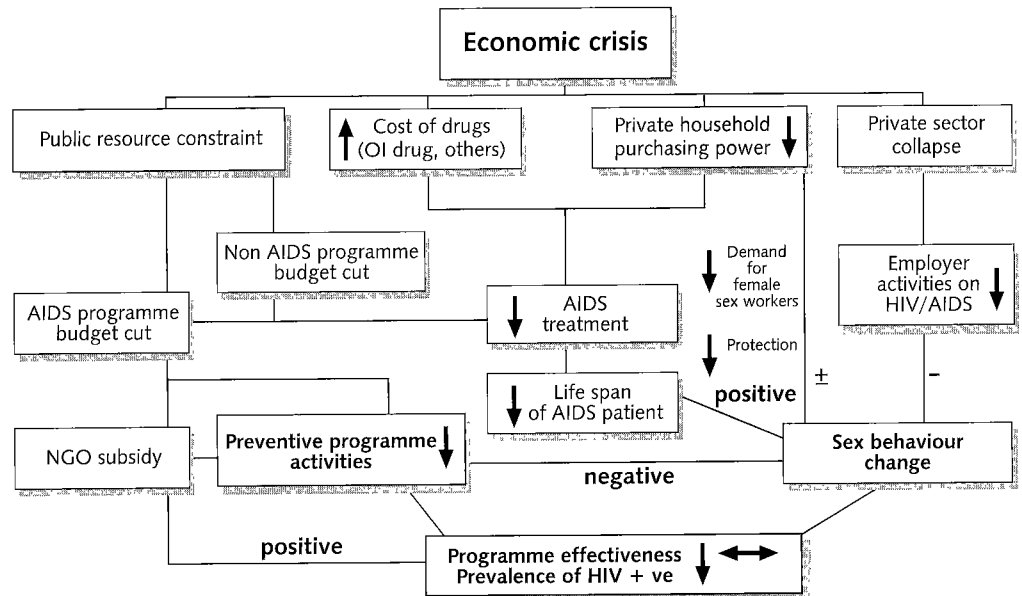 Economic crisis
Public resource constraint
Cost of drugs
(OI drug, others)
Private household
purchasing power
Private sector
collapse
Non AIDS programme
budget cut
Demand
for
female
sex workers
Employer
activities on
HIV/AIDS
AIDS programme
budget cut
AIDS
treatment
Protection
positive
±
–
Life span
of AIDS patient
NGO subsidy
Preventive programme
activities
Sex behaviour
change
negative
positive
Programme effectiveness
Prevalence of HIV + ve